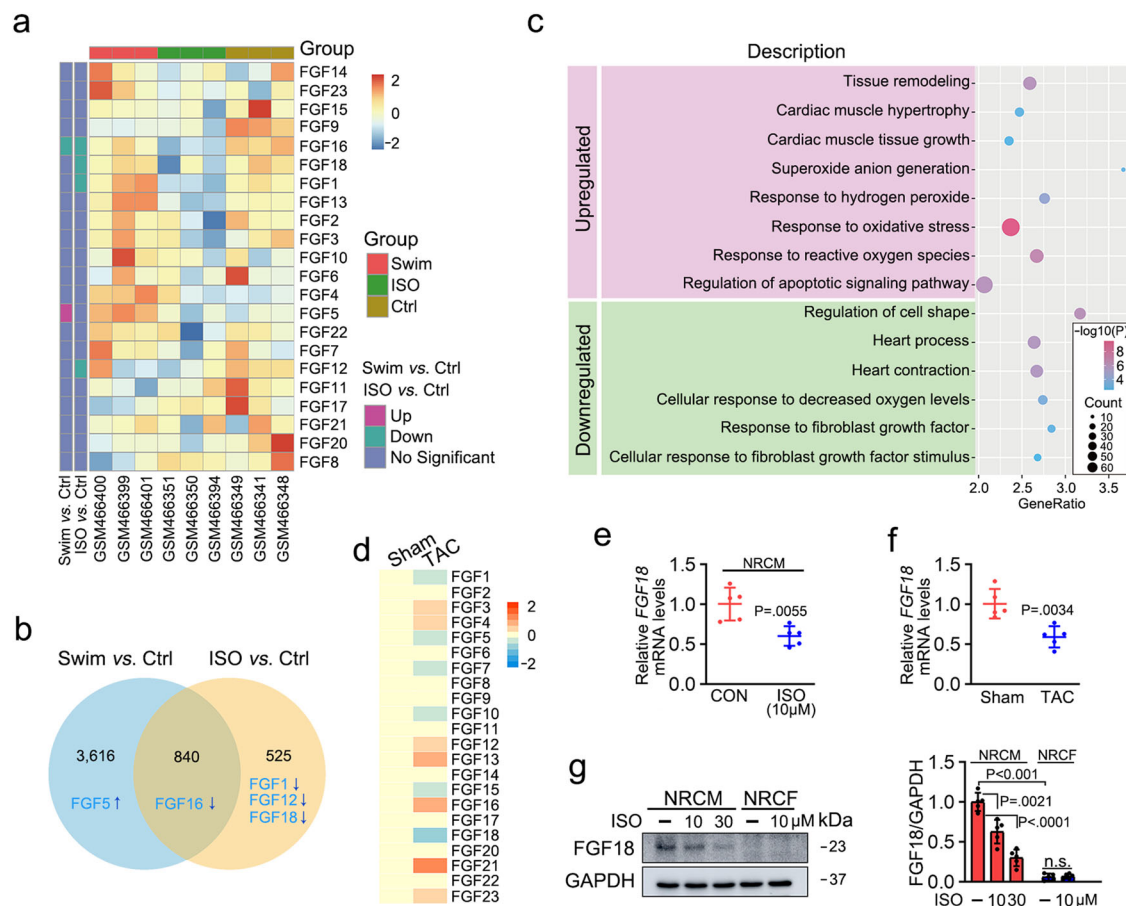 a
Group
FGF14
FGF23
FGF15
FGF9
FGF16
FGF18
FGF1
FGF13
FGF2
FGF3
FGF10
FGF6
FGF4
FGF5
FGF22
FGF7
FGF12
FGF11
FGF17
FGF21
FGF20
FGF8
2
1
0
-1
-2
Group
Swim
ISO
Ctrl
Swim vs. Ctrl
ISO vs. Ctrl
Up
Down
No Significant
Swim vs. Ctrl
ISO vs. Ctrl
GSM466400
GSM466399
GSM466401
GSM466351
GSM466350
GSM466394
GSM466349
GSM466341
GSM466348
b
Swim vs. Ctrl ISO vs. Ctrl
3,616 840 525
FGF5↑ FGF16↓
FGF1↓
FGF12↓
FGF18↓
c
Description
Upregulated
Tissue remodeling
Cardiac muscle hypertrophy
Cardiac muscle tissue growth
Superoxide anion generation
Response to hydrogen peroxide
Response to oxidative stress
Response to reactive oxygen species
Regulation of apoptotic signaling pathway
Downregulated
Regulation of cell shape
Heart process
Heart contraction
Cellular response to decreased oxygen levels
Response to fibroblast growth factor
Cellular response to fibroblast growth factor stimulus
−log10(P)
8
6
4
Count
10
20
30
40
50
60
2.0 2.5 3.0 3.5
GeneRatio
d
Sham TAC
FGF1
FGF2
FGF3
FGF4
FGF5
FGF6
FGF7
FGF8
FGF9
FGF10
FGF11
FGF12
FGF13
FGF14
FGF15
FGF16
FGF17
FGF18
FGF20
FGF21
FGF22
FGF23
2
1
0
−1
−2
e
NRCM
Relative FGF18
mRNA levels
1.5
1.0
0.5
0.0
P=.0055
CON ISO
(10μM)
f
Relative FGF18
mRNA levels
1.5
1.0
0.5
0.0
P=.0034
Sham TAC
g
NRCM NRCF
ISO − 10 30 − 10 μM kDa
FGF18 −23
GAPDH −37
FGF18/GAPDH
NRCM NRCF
P<0.001
P=.0021
P<.0001
n.s.
1.5
1.0
0.5
0.0
ISO − 10 30 − 10 μM